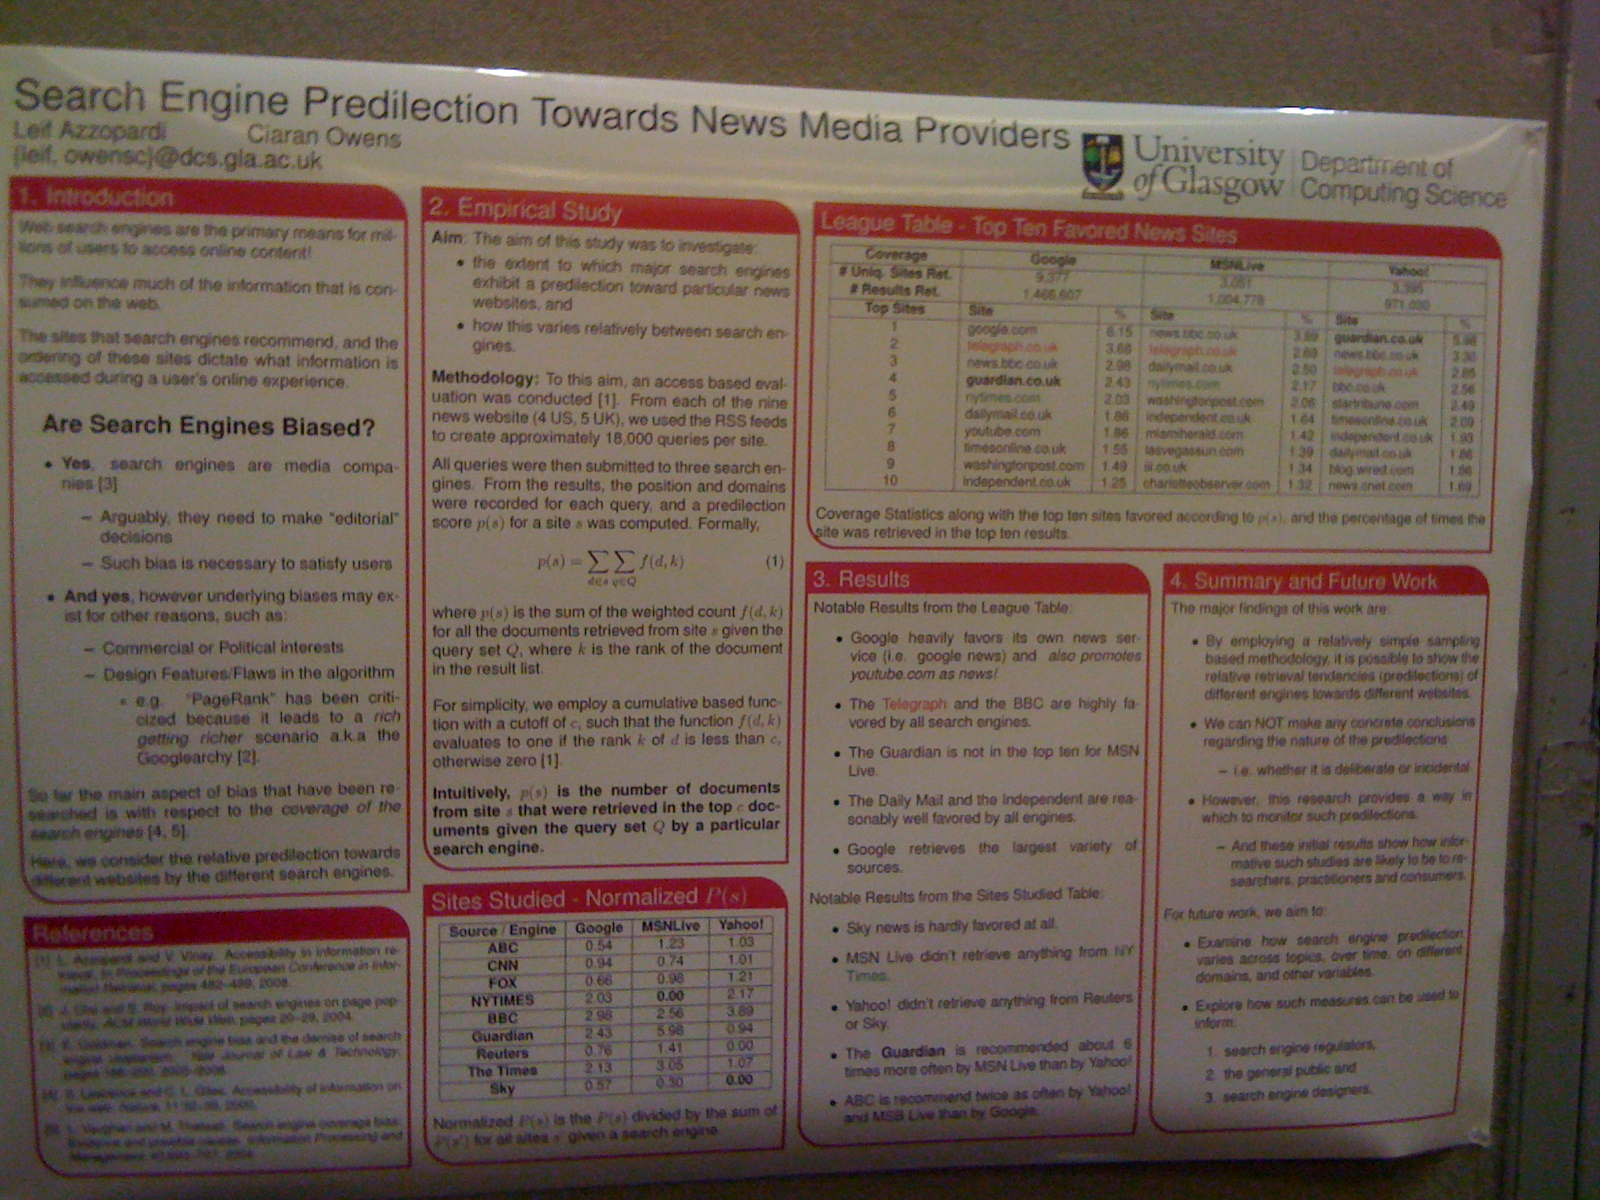 Search Engine Predilection Towards News Media Providers
Leif Azzopardi Ciaran Owens
{leif, owensc}@dcs.gla.ac.uk
University of Glasgow
Department of Computing Science
1. Introduction
Web search engines are the primary means for mil-
lions of users to access online content!
They influence much of the information that is con-
sumed on the web.
The sites that search engines recommend, and the
ordering of these sites dictate what information is
accessed during a user's online experience.
Are Search Engines Biased?
• Yes, search engines are media compa-
nies [3]
– Arguably, they need to make "editorial"
decisions
– Such bias is necessary to satisfy users
• And yes, however underlying biases may ex-
ist for other reasons, such as:
– Commercial or Political interests
– Design Features/Flaws in the algorithm
* e.g. "PageRank" has been criti-
cized because it leads to a rich
getting richer scenario a.k.a the
Googlearchy [2].
So far the main aspect of bias that have been re-
searched is with respect to the coverage of the
search engines [4, 5].
Here, we consider the relative predilection towards
different websites by the different search engines.
References
[1] L. Azzopardi and V. Vinay. Accessibility in information re-
trieval. In Proceedings of the European Conference in Infor-
mation Retrieval, pages 482–489, 2008.
[2] J. Cho and S. Roy. Impact of search engines on page pop-
ularity. ACM World Wide Web, pages 20–29, 2004.
[3] E. Goldman. Search engine bias and the demise of search
engine utopianism. Yale Journal of Law & Technology,
[4] S. Lawrence and C. L. Giles. Accessibility of information on
the web. 
[5] L. Vaughan and M. Thelwall. Search engine coverage bias:
Evidence and possible causes. Information Processing and
Management, 
2. Empirical Study
Aim: The aim of this study was to investigate:
• the extent to which major search engines
exhibit a predilection toward particular news
websites, and
• how this varies relatively between search en-
gines.
Methodology: To this aim, an access based eval-
uation was conducted [1]. From each of the nine
news website (4 US, 5 UK), we used the RSS feeds
to create approximately 18,000 queries per site.
All queries were then submitted to three search en-
gines. From the results, the position and domains
were recorded for each query, and a predilection
score p(s) for a site s was computed. Formally,
p(s) = ∑d∈s ∑q∈Q f(d, k) (1)
where p(s) is the sum of the weighted count f(d, k)
for all the documents retrieved from site s given the
query set Q, where k is the rank of the document
in the result list.
For simplicity, we employ a cumulative based func-
tion with a cutoff of c, such that the function f(d, k)
evaluates to one if the rank k of d is less than c,
otherwise zero [1].
Intuitively, p(s) is the number of documents
from site s that were retrieved in the top c doc-
uments given the query set Q by a particular
search engine.
Sites Studied - Normalized P(s)
Source / Engine Google MSNLive Yahoo!
ABC 0.54 1.23 1.03
CNN 0.94 0.74 1.01
FOX 0.66 0.98 1.21
NYTIMES 2.03 0.00 2.17
BBC 2.98 2.56 3.89
Guardian 2.43 5.98 0.94
Reuters 0.76 1.41 0.00
The Times 2.13 3.05 1.07
Sky 0.57 0.30 0.00
Normalized P(s) is the P(s) divided by the sum of
P(s') for all sites s' given a search engine.
League Table - Top Ten Favored News Sites
Coverage Google MSNLive Yahoo!
# Uniq. Sites Ret. 9,377 3,051 3,395
# Results Ret. 1,466,607 1,004,778 971,030
Top Sites Site % Site % Site %
1 google.com 6.15 news.bbc.co.uk 3.89 guardian.co.uk 5.98
2 telegraph.co.uk 3.68 telegraph.co.uk 2.69 news.bbc.co.uk 3.30
3 news.bbc.co.uk 2.98 dailymail.co.uk 2.50 telegraph.co.uk 2.85
4 guardian.co.uk 2.43 nytimes.com 2.17 bbc.co.uk 2.56
5 nytimes.com 2.03 washingtonpost.com 2.06 startribune.com 2.49
6 dailymail.co.uk 1.86 independent.co.uk 1.64 timesonline.co.uk 2.09
7 youtube.com 1.86 miamiherald.com 1.42 independent.co.uk 1.93
8 timesonline.co.uk 1.55 lasvegassun.com 1.39 dailymail.co.uk 1.86
9 washingtonpost.com 1.49 iii.co.uk 1.34 blog.wired.com 1.86
10 independent.co.uk 1.25 charlotteobserver.com 1.32 news.cnet.com 1.69
Coverage Statistics along with the top ten sites favored according to p(s), and the percentage of times the
site was retrieved in the top ten results.
3. Results
Notable Results from the League Table:
• Google heavily favors its own news ser-
vice (i.e. google news) and also promotes
youtube.com as news!
• The Telegraph and the BBC are highly fa-
vored by all search engines.
• The Guardian is not in the top ten for MSN
Live.
• The Daily Mail and the Independent are rea-
sonably well favored by all engines.
• Google retrieves the largest variety of
sources.
Notable Results from the Sites Studied Table:
• Sky news is hardly favored at all.
• MSN Live didn't retrieve anything from NY
Times.
• Yahoo! didn't retrieve anything from Reuters
or Sky.
• The Guardian is recommended about 6
times more often by MSN Live than by Yahoo!
• ABC is recommend twice as often by Yahoo!
and MSB Live than by Google.
4. Summary and Future Work
The major findings of this work are:
• By employing a relatively simple sampling
based methodology, it is possible to show the
relative retrieval tendencies (predilections) of
different engines towards different websites.
• We can NOT make any concrete conclusions
regarding the nature of the predilections
– i.e. whether it is deliberate or incidental
• However, this research provides a way in
which to monitor such predilections.
– And these initial results show how infor-
mative such studies are likely to be to re-
searchers, practitioners and consumers.
For future work, we aim to:
• Examine how search engine predilection
varies across topics, over time, on different
domains, and other variables.
• Explore how such measures can be used to
inform:
1. search engine regulators,
2. the general public and
3. search engine designers.